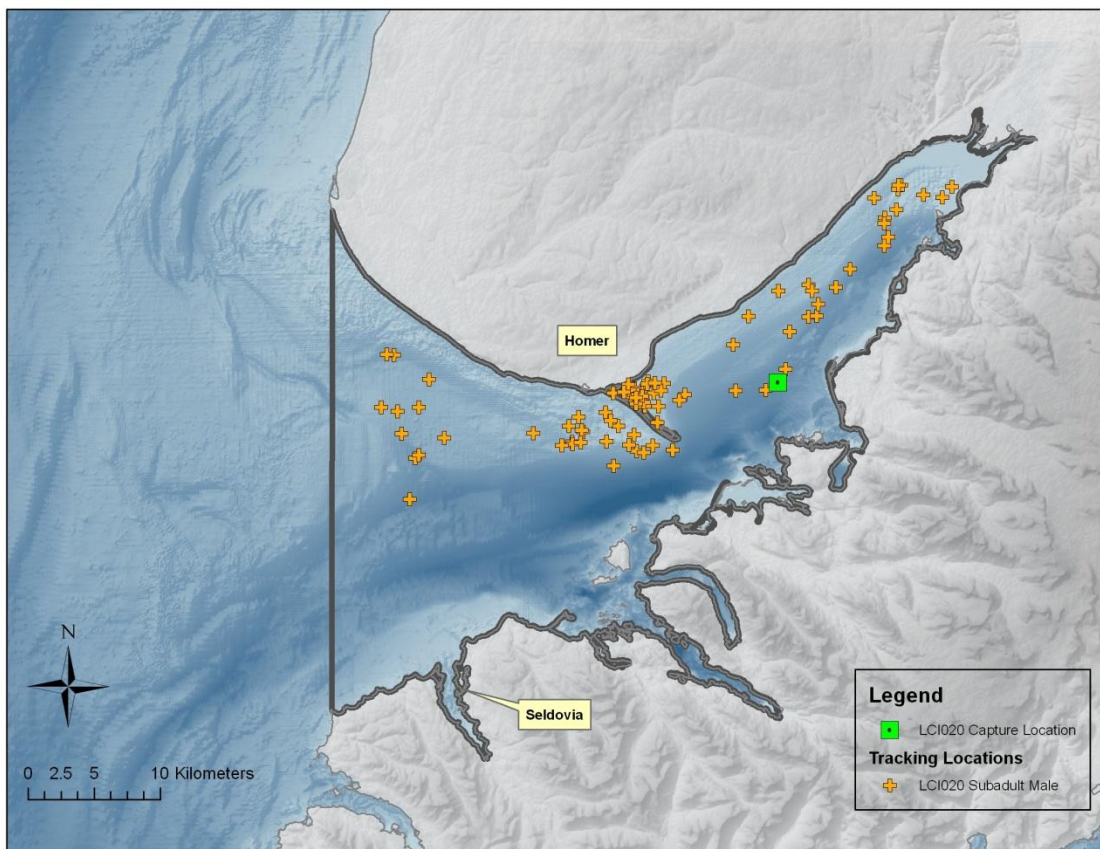 Homer
N
Seldovia
0 2.5 5 10 Kilometers
Legend
LCI020 Capture Location
Tracking Locations
LCI020 Subadult Male